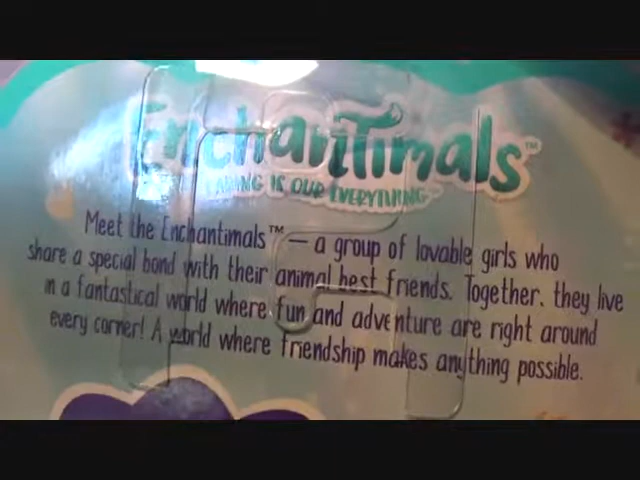 EnchanTimals™
CARING IS OUR EVERYTHING™
Meet the Enchantimals™ — a group of lovable girls who
share a special bond with their animal best friends. Together, they live
in a fantastical world where fun and adventure are right around
every corner! A world where friendship makes anything possible.